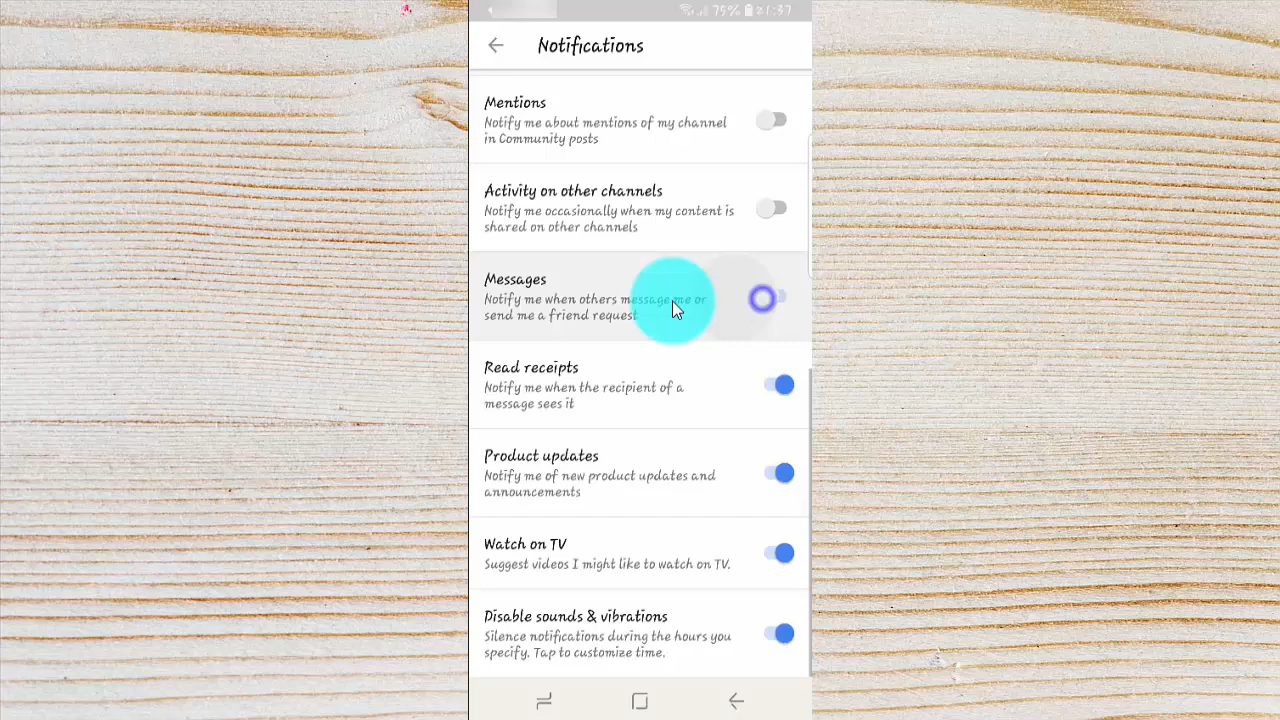 75% 21:37
Notifications
Mentions
Notify me about mentions of my channel
in Community posts
Activity on other channels
Notify me occasionally when my content is
shared on other channels
Messages
Notify me when others message me or
send me a friend request
Read receipts
Notify me when the recipient of a
message sees it
Product updates
Notify me of new product updates and
announcements
Watch on TV
Suggest videos I might like to watch on TV.
Disable sounds & vibrations
Silence notifications during the hours you
specify. Tap to customize time.